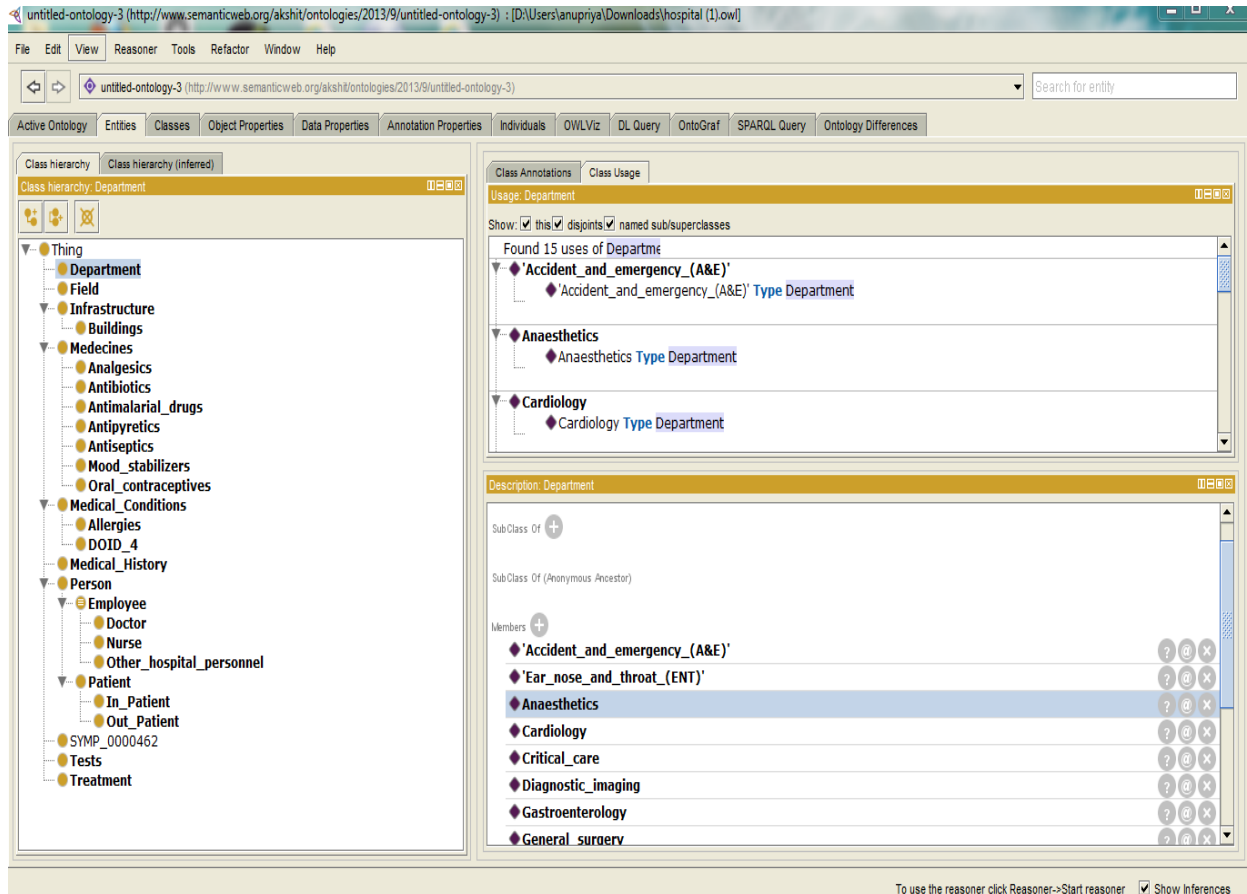 untitled-ontology-3 (http://www.semanticweb.org/akshit/ontologies/2013/9/untitled-ontology-3) : [D:\Users\anupriya\Downloads\hospital (1).owl]
File Edit View Reasoner Tools Refactor Window Help
untitled-ontology-3 (http://www.semanticweb.org/akshit/ontologies/2013/9/untitled-ontology-3)
Search for entity
Active Ontology Entities Classes Object Properties Data Properties Annotation Properties Individuals OWLViz DL Query OntoGraf SPARQL Query Ontology Differences
Class hierarchy Class hierarchy (inferred)
Class hierarchy: Department
Thing
Department
Field
Infrastructure
Buildings
Medecines
Analgesics
Antibiotics
Antimalarial_drugs
Antipyretics
Antiseptics
Mood_stabilizers
Oral_contraceptives
Medical_Conditions
Allergies
DOID_4
Medical_History
Person
Employee
Doctor
Nurse
Other_hospital_personnel
Patient
In_Patient
Out_Patient
SYMP_0000462
Tests
Treatment
Class Annotations Class Usage
Usage: Department
Show: this disjoints named sub/superclasses
Found 15 uses of Departme
'Accident_and_emergency_(A&E)'
'Accident_and_emergency_(A&E)' Type Department
Anaesthetics
Anaesthetics Type Department
Cardiology
Cardiology Type Department
Description: Department
SubClass Of
SubClass Of (Anonymous Ancestor)
Members
'Accident_and_emergency_(A&E)'
'Ear_nose_and_throat_(ENT)'
Anaesthetics
Cardiology
Critical_care
Diagnostic_imaging
Gastroenterology
General_surgery
To use the reasoner click Reasoner->Start reasoner Show Inferences